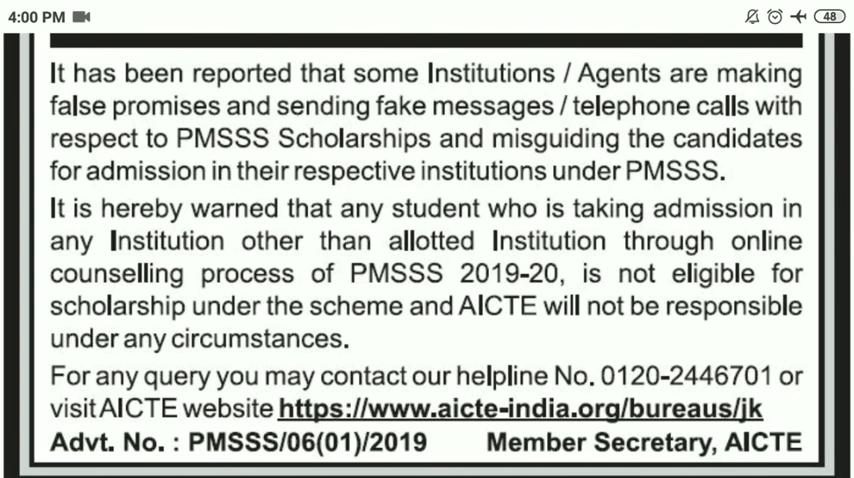 4:00 PM
48
It has been reported that some Institutions / Agents are making
false promises and sending fake messages / telephone calls with
respect to PMSSS Scholarships and misguiding the candidates
for admission in their respective institutions under PMSSS.
It is hereby warned that any student who is taking admission in
any Institution other than allotted Institution through online
counselling process of PMSSS 2019-20, is not eligible for
scholarship under the scheme and AICTE will not be responsible
under any circumstances.
For any query you may contact our helpline No. 0120-2446701 or
visit AICTE website https://www.aicte-india.org/bureaus/jk
Advt. No. : PMSSS/06(01)/2019 Member Secretary, AICTE